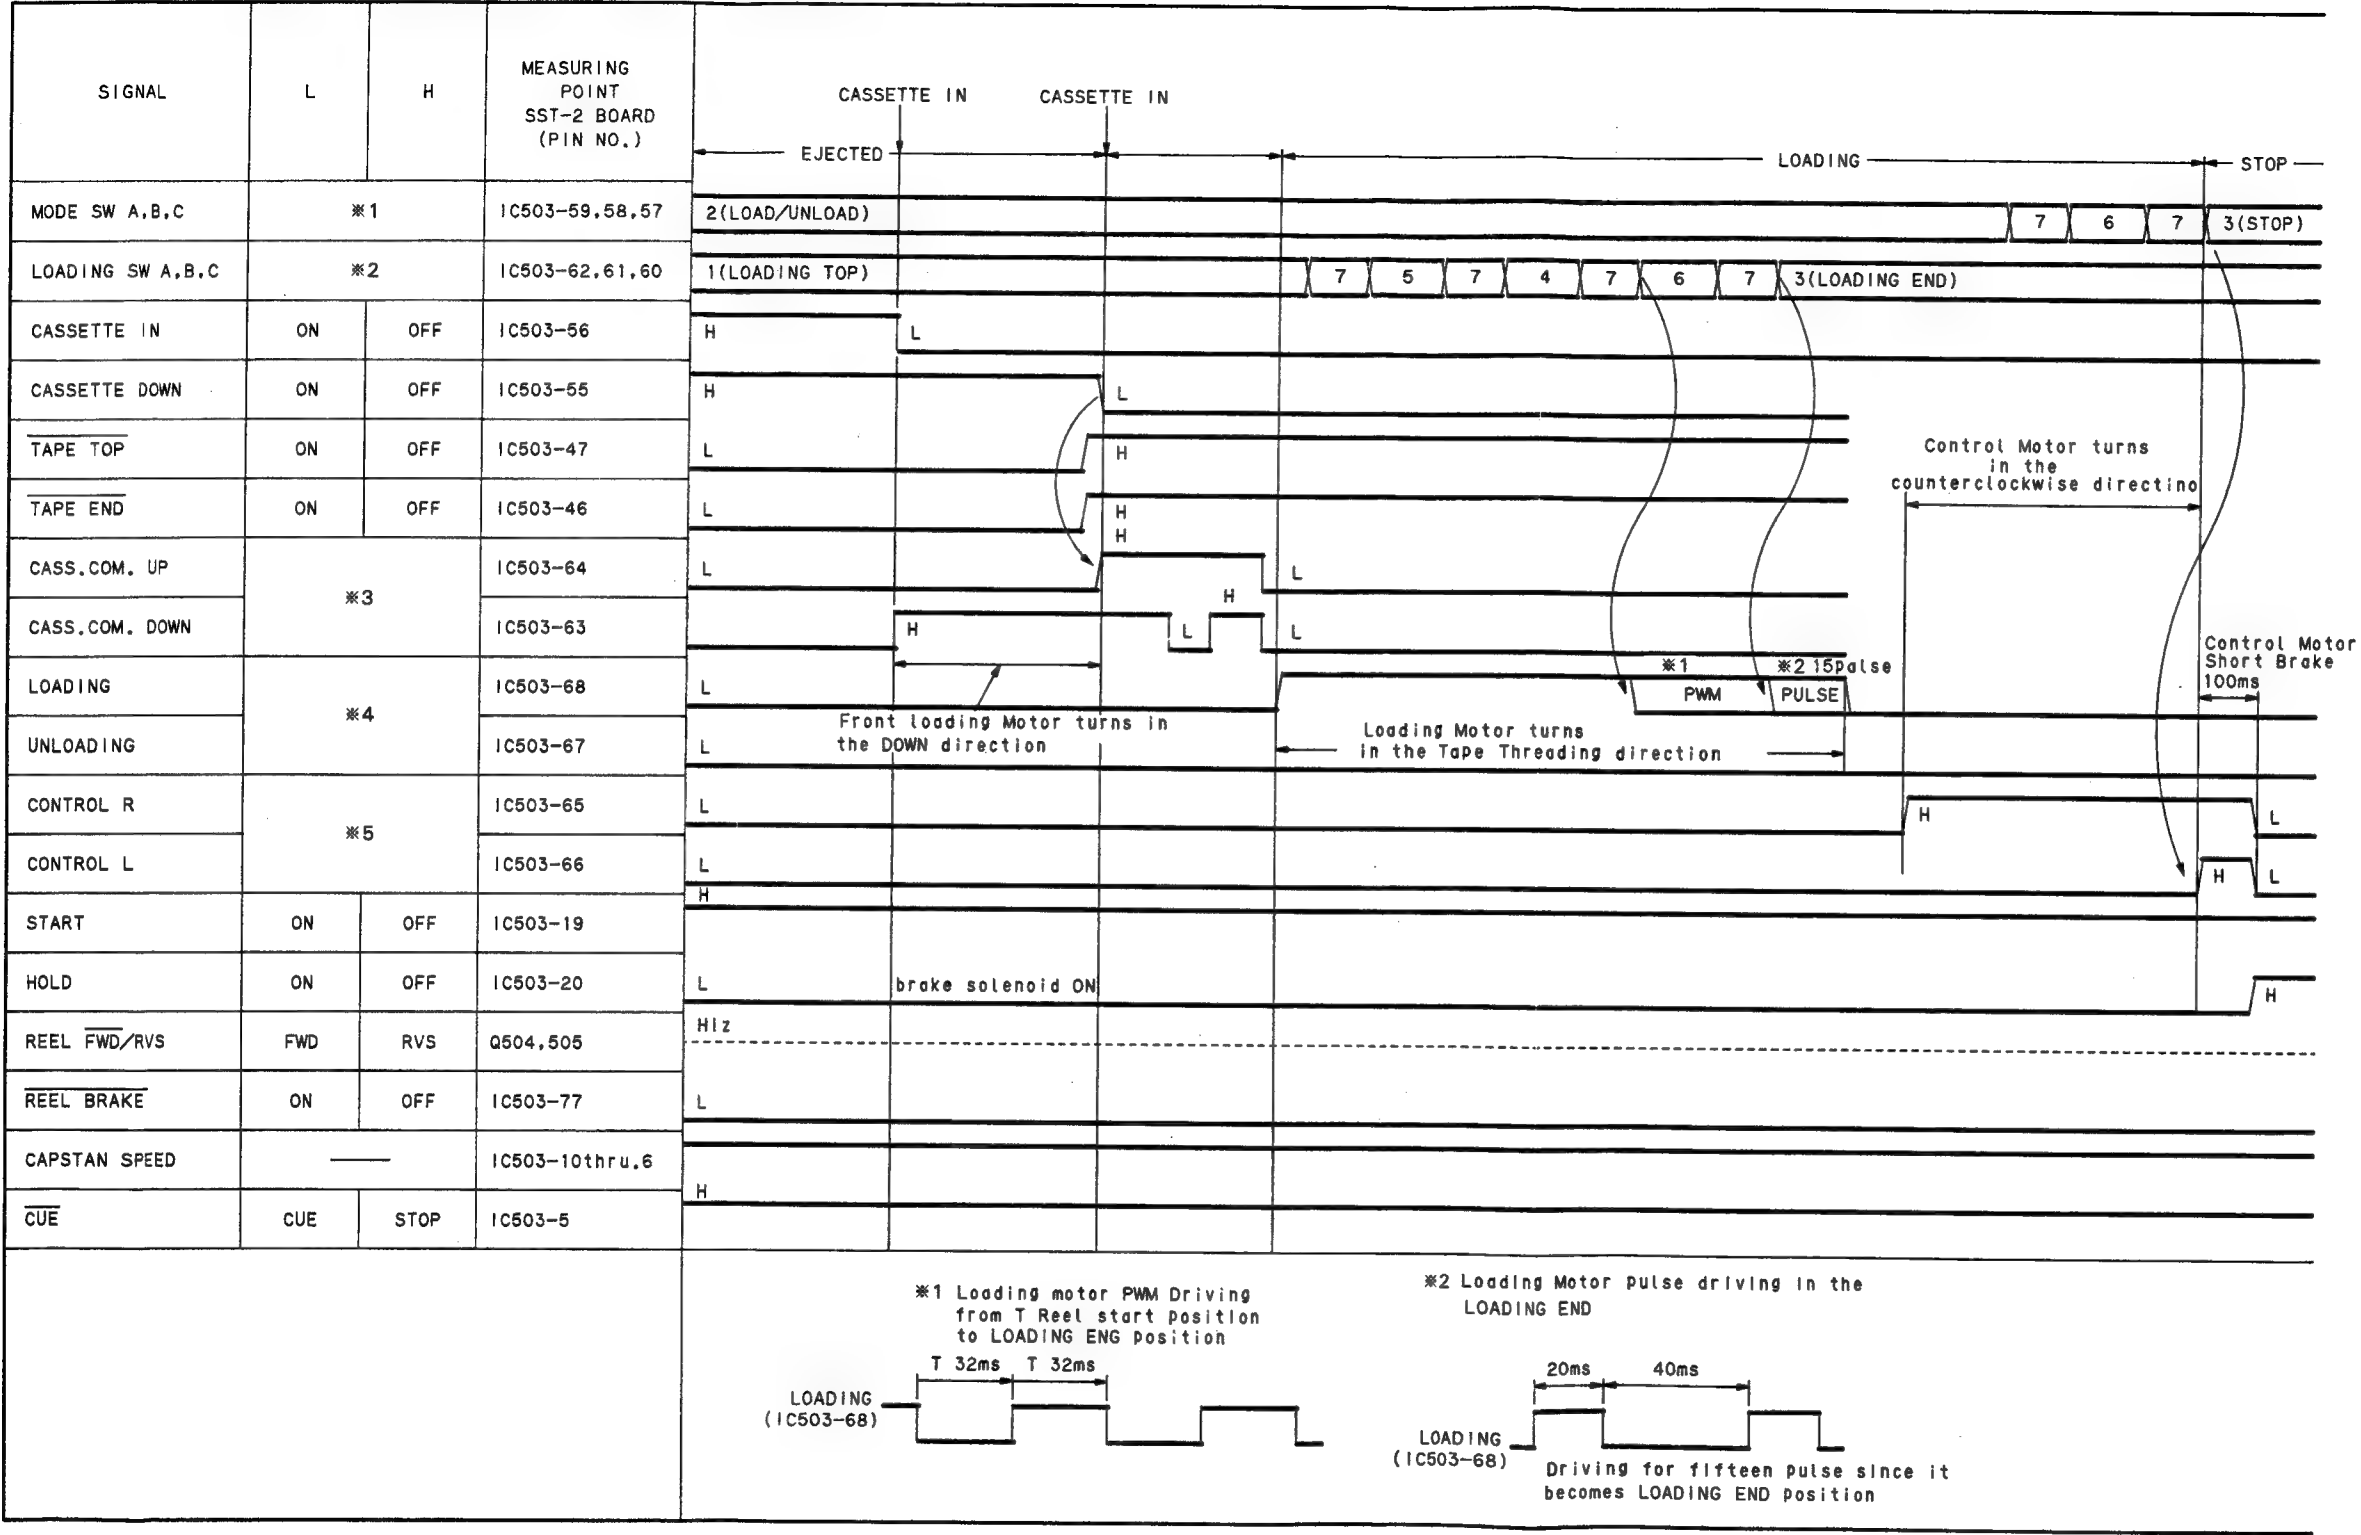 SIGNAL
L
H
MEASURING
POINT
SST-2 BOARD
(PIN NO.)
CASSETTE IN
CASSETTE IN
EJECTED
LOADING
STOP
MODE SW A,B,C
※1
IC503-59,58,57
2(LOAD/UNLOAD)
7
6
7
3(STOP)
LOADING SW A,B,C
※2
IC503-62,61,60
1(LOADING TOP)
7
5
7
4
7
6
7
3(LOADING END)
CASSETTE IN
ON
OFF
IC503-56
H
L
CASSETTE DOWN
ON
OFF
IC503-55
H
L
TAPE TOP
ON
OFF
IC503-47
L
H
Control Motor turns
in the
counterclockwise directino
TAPE END
ON
OFF
IC503-46
L
H
CASS.COM. UP
※3
IC503-64
L
H
L
CASS.COM. DOWN
IC503-63
H
L
H
L
Control Motor
Short Brake
100ms
LOADING
※4
IC503-68
L
※1
PWM
※2 15palse
PULSE
Front loading Motor turns in
the DOWN direction
Loading Motor turns
in the Tape Threading direction
UNLOADING
IC503-67
L
CONTROL R
※5
IC503-65
L
H
L
CONTROL L
IC503-66
L
H
L
START
ON
OFF
IC503-19
H
HOLD
ON
OFF
IC503-20
L
brake solenoid ON
H
REEL FWD/RVS
FWD
RVS
Q504,505
HIz
REEL BRAKE
ON
OFF
IC503-77
L
CAPSTAN SPEED
IC503-10thru.6
CUE
CUE
STOP
IC503-5
H
※1 Loading motor PWM Driving
from T Reel start position
to LOADING ENG position
T 32ms
T 32ms
LOADING
(IC503-68)
※2 Loading Motor pulse driving in the
LOADING END
20ms
40ms
LOADING
(IC503-68)
Driving for fifteen pulse since it
becomes LOADING END position